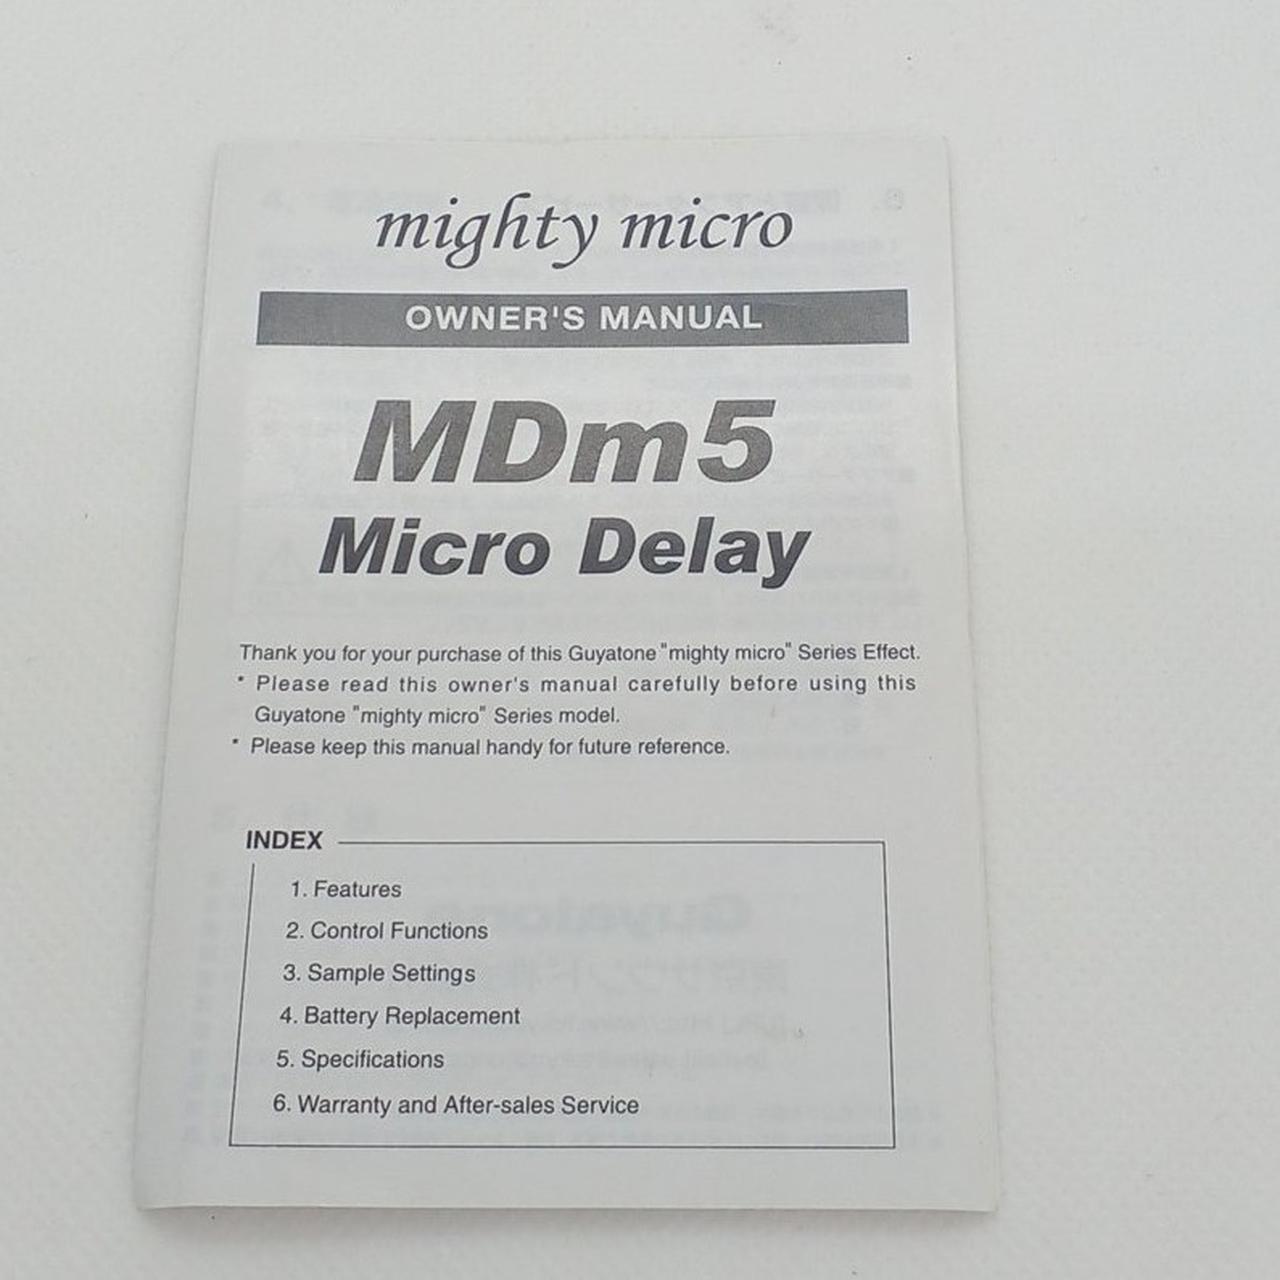 mighty micro
OWNER'S MANUAL
MDm5
Micro Delay
Thank you for your purchase of this Guyatone "mighty micro" Series Effect.
* Please read this owner's manual carefully before using this
Guyatone "mighty micro" Series model.
* Please keep this manual handy for future reference.
INDEX
1. Features
2. Control Functions
3. Sample Settings
4. Battery Replacement
5. Specifications
6. Warranty and After-sales Service